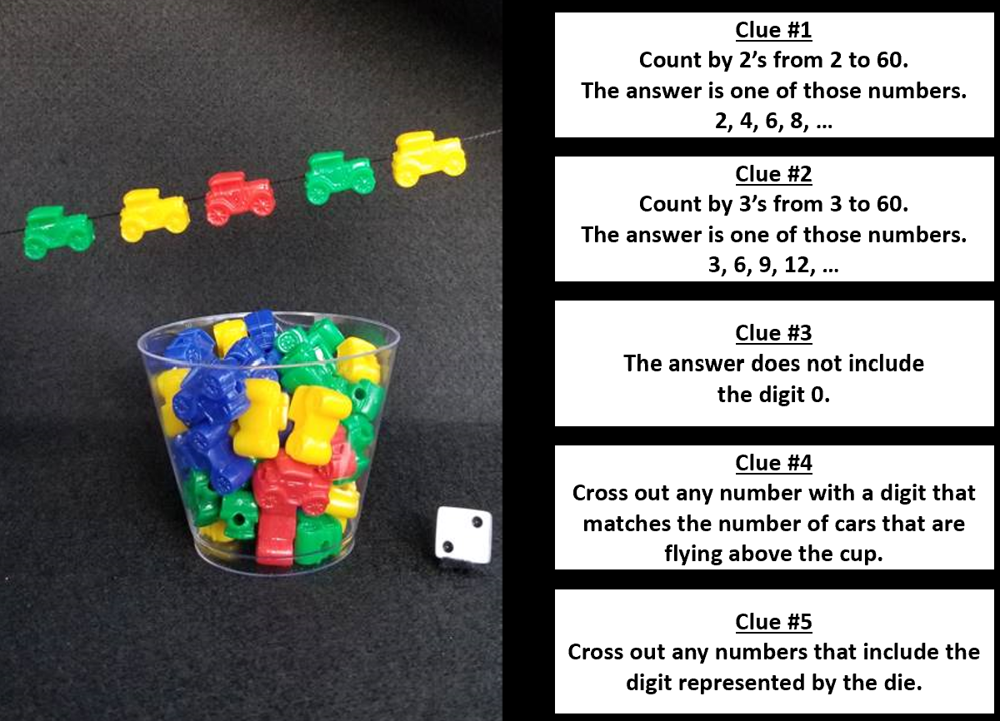 Clue #1
Count by 2’s from 2 to 60.
The answer is one of those numbers.
2, 4, 6, 8, …
Clue #2
Count by 3’s from 3 to 60.
The answer is one of those numbers.
3, 6, 9, 12, …
Clue #3
The answer does not include
the digit 0.
Clue #4
Cross out any number with a digit that
matches the number of cars that are
flying above the cup.
Clue #5
Cross out any numbers that include the
digit represented by the die.